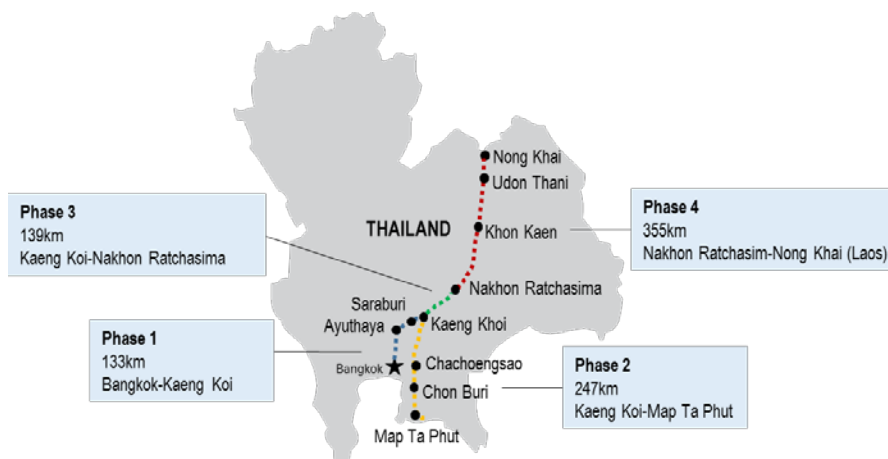 Nong Khai
Udon Thani
Phase 3
139km
Kaeng Koi-Nakhon Ratchasima
THAILAND
Khon Kaen
Phase 4
355km
Nakhon Ratchasim-Nong Khai (Laos)
Nakhon Ratchasima
Saraburi
Ayuthaya
Kaeng Khoi
Phase 1
133km
Bangkok-Kaeng Koi
Bangkok
Chachoengsao
Chon Buri
Phase 2
247km
Kaeng Koi-Map Ta Phut
Map Ta Phut